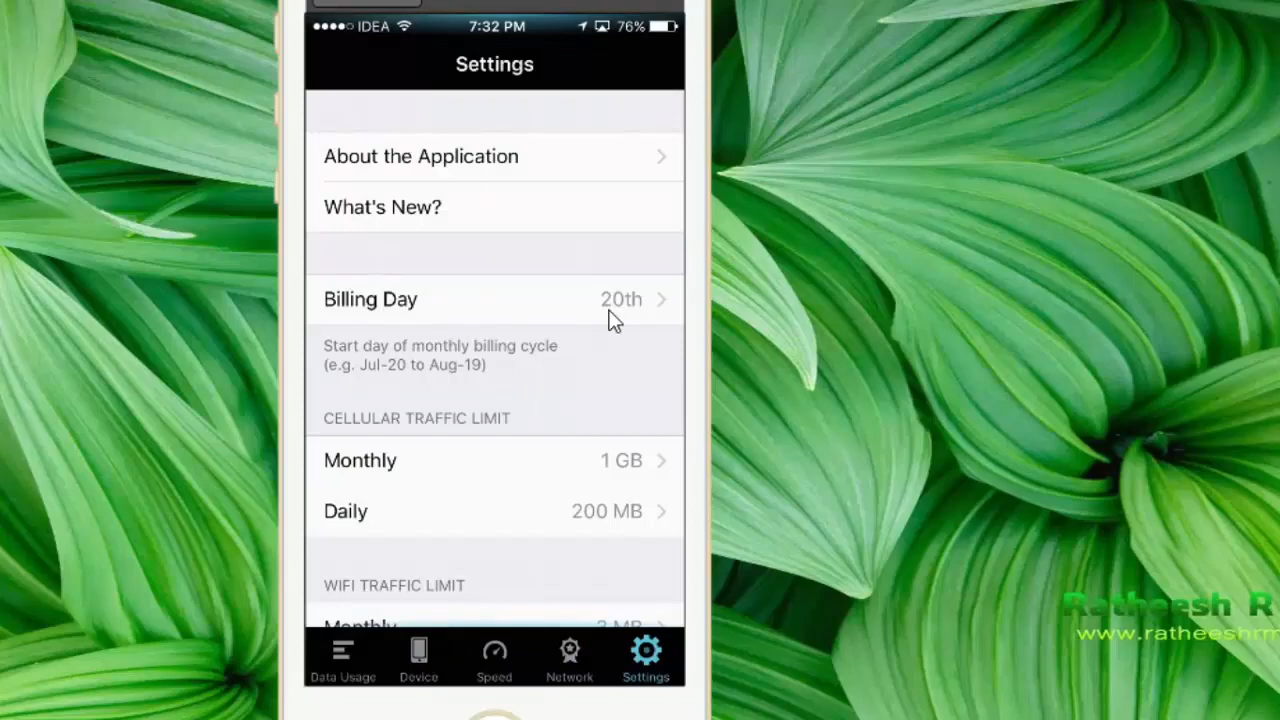 IDEA 7:32 PM 76%
Settings
About the Application
What's New?
Billing Day 20th
Start day of monthly billing cycle
(e.g. Jul-20 to Aug-19)
CELLULAR TRAFFIC LIMIT
Monthly 1 GB
Daily 200 MB
WIFI TRAFFIC LIMIT
Monthly
Data Usage Device Speed Network Settings
Ratheesh R
www.ratheeshrm